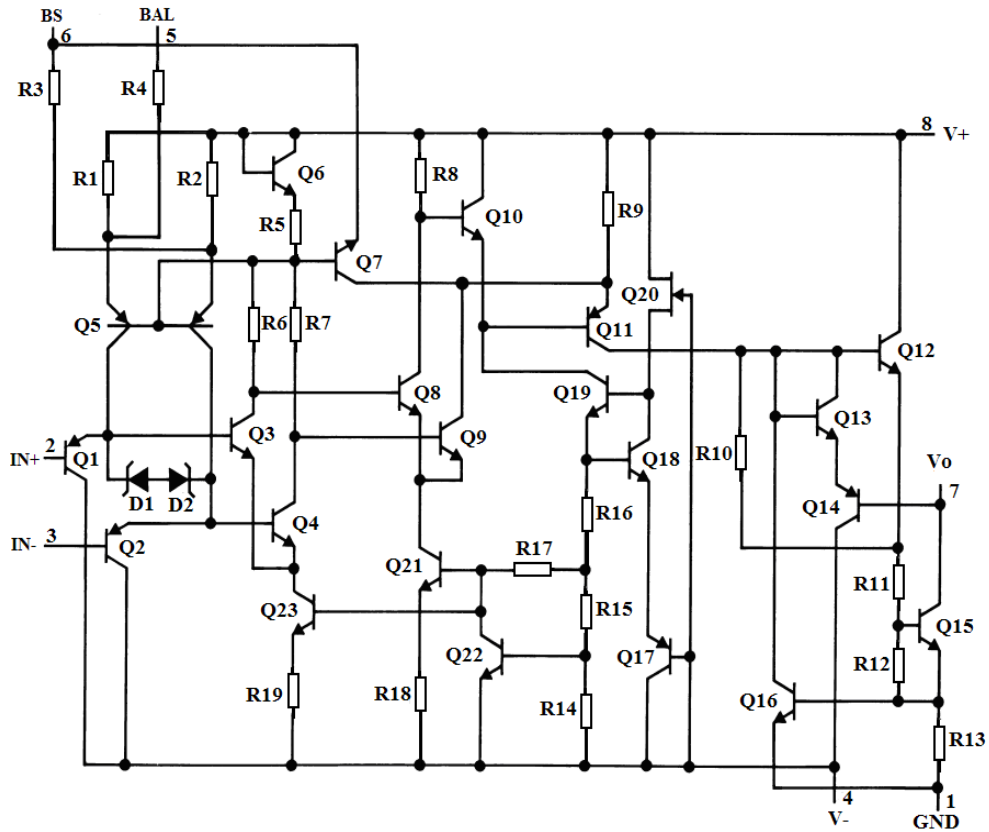 BS
BAL
6
5
R3
R4
8
V+
R1
R2
Q6
R8
Q10
R9
R5
Q7
Q20
Q5
R6
R7
Q11
Q12
Q8
Q19
Q13
2
IN+
Q1
Q3
Q9
Q18
R10
Vo
7
D1
D2
Q14
IN-
3
Q2
Q4
R16
R17
Q21
R11
Q23
R15
Q15
Q22
Q17
R12
R19
R18
R14
Q16
R13
4
V-
1
GND